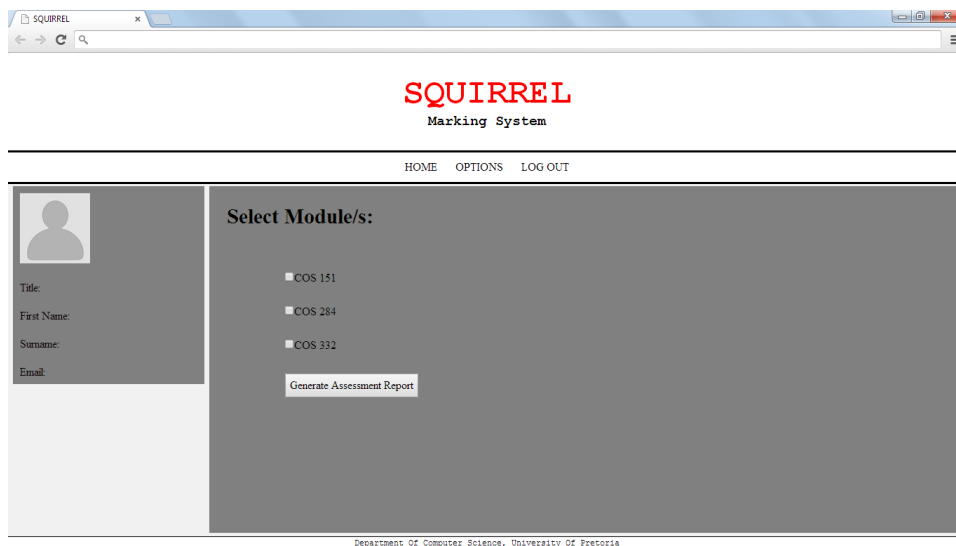 SQUIRREL
SQUIRREL
Marking System
HOME OPTIONS LOG OUT
Title:
First Name:
Surname:
Email:
Select Module/s:
COS 151
COS 284
COS 332
Generate Assessment Report
Department Of Computer Science, University Of Pretoria